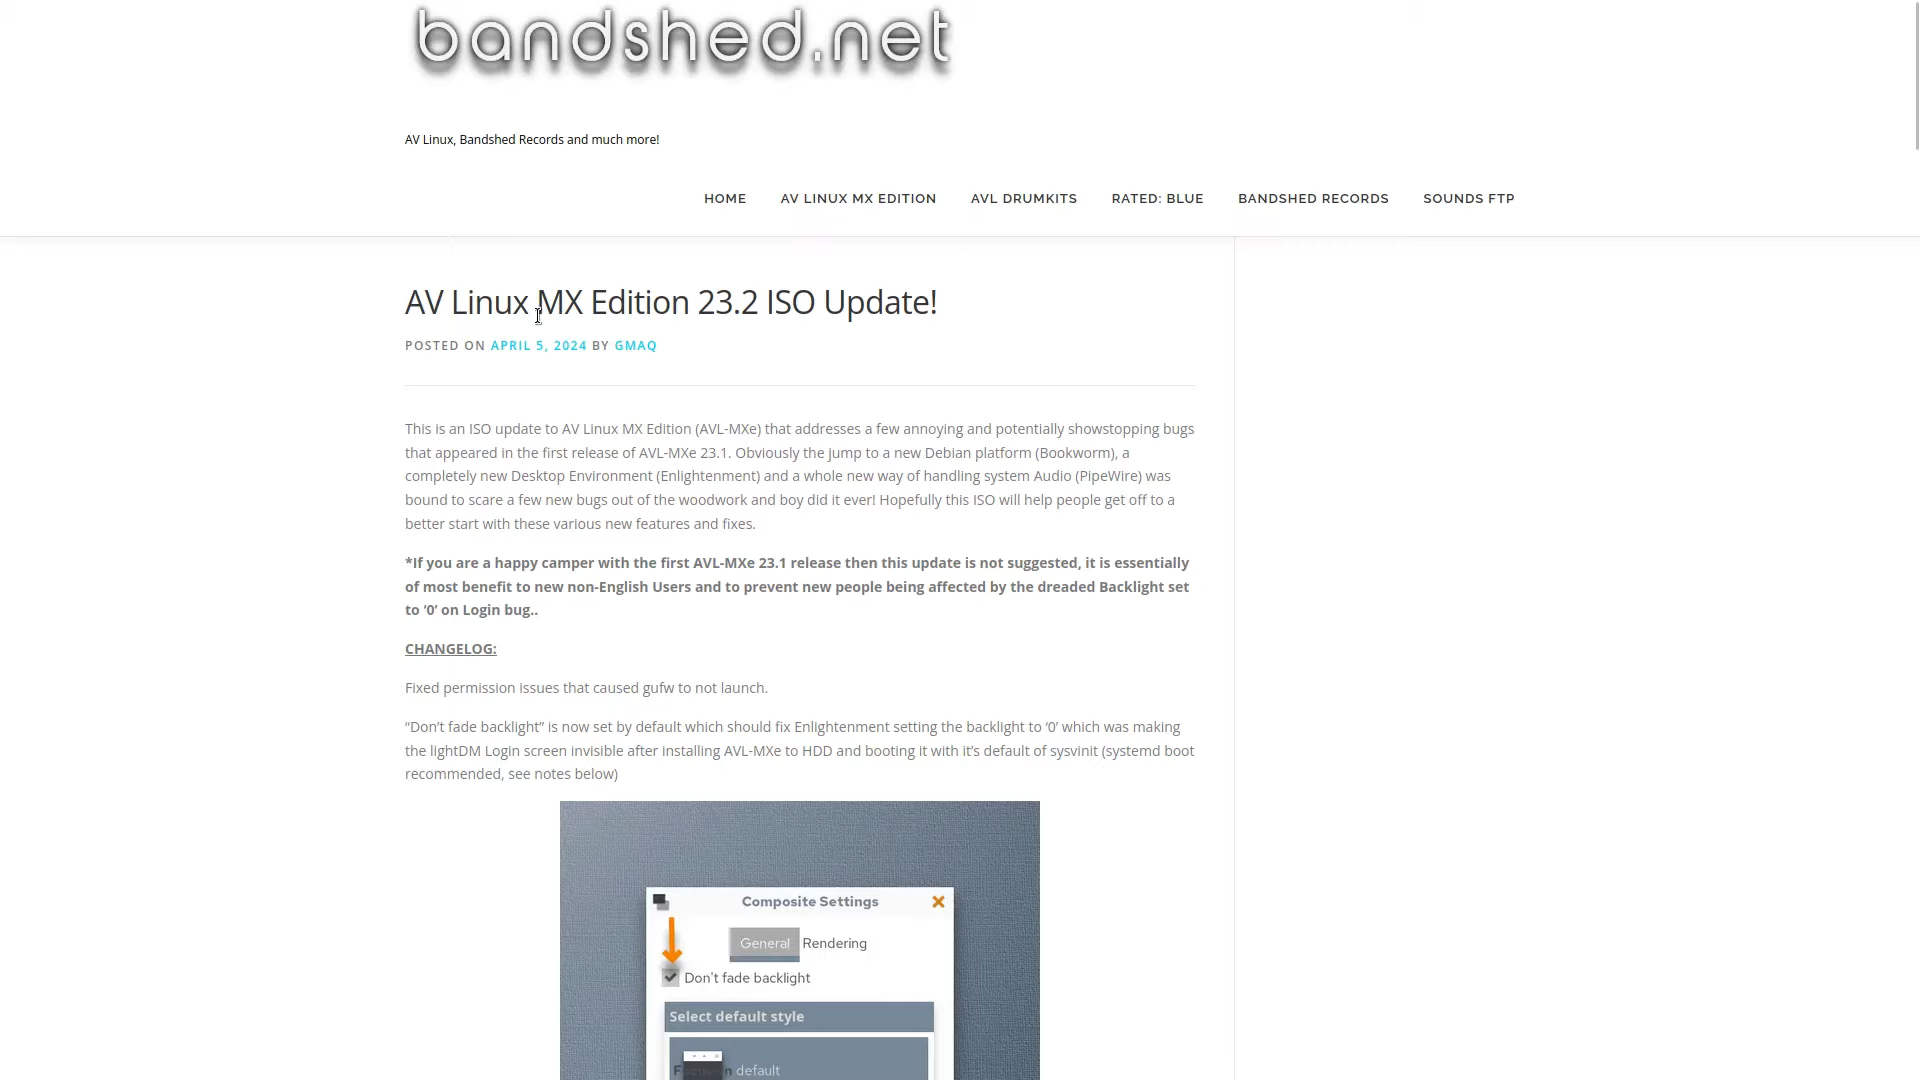 bandshed.net
AV Linux, Bandshed Records and much more!
HOME AV LINUX MX EDITION AVL DRUMKITS RATED: BLUE BANDSHED RECORDS SOUNDS FTP
AV Linux MX Edition 23.2 ISO Update!
POSTED ON APRIL 5, 2024 BY GMAQ
This is an ISO update to AV Linux MX Edition (AVL-MXe) that addresses a few annoying and potentially showstopping bugs
that appeared in the first release of AVL-MXe 23.1. Obviously the jump to a new Debian platform (Bookworm), a
completely new Desktop Environment (Enlightenment) and a whole new way of handling system Audio (PipeWire) was
bound to scare a few new bugs out of the woodwork and boy did it ever! Hopefully this ISO will help people get off to a
better start with these various new features and fixes.
*If you are a happy camper with the first AVL-MXe 23.1 release then this update is not suggested, it is essentially
of most benefit to new non-English Users and to prevent new people being affected by the dreaded Backlight set
to ‘0’ on Login bug..
CHANGELOG:
Fixed permission issues that caused gufw to not launch.
“Don’t fade backlight” is now set by default which should fix Enlightenment setting the backlight to ‘0’ which was making
the lightDM Login screen invisible after installing AVL-MXe to HDD and booting it with it’s default of sysvinit (systemd boot
recommended, see notes below)
Composite Settings
General Rendering
Don't fade backlight
Select default style
default